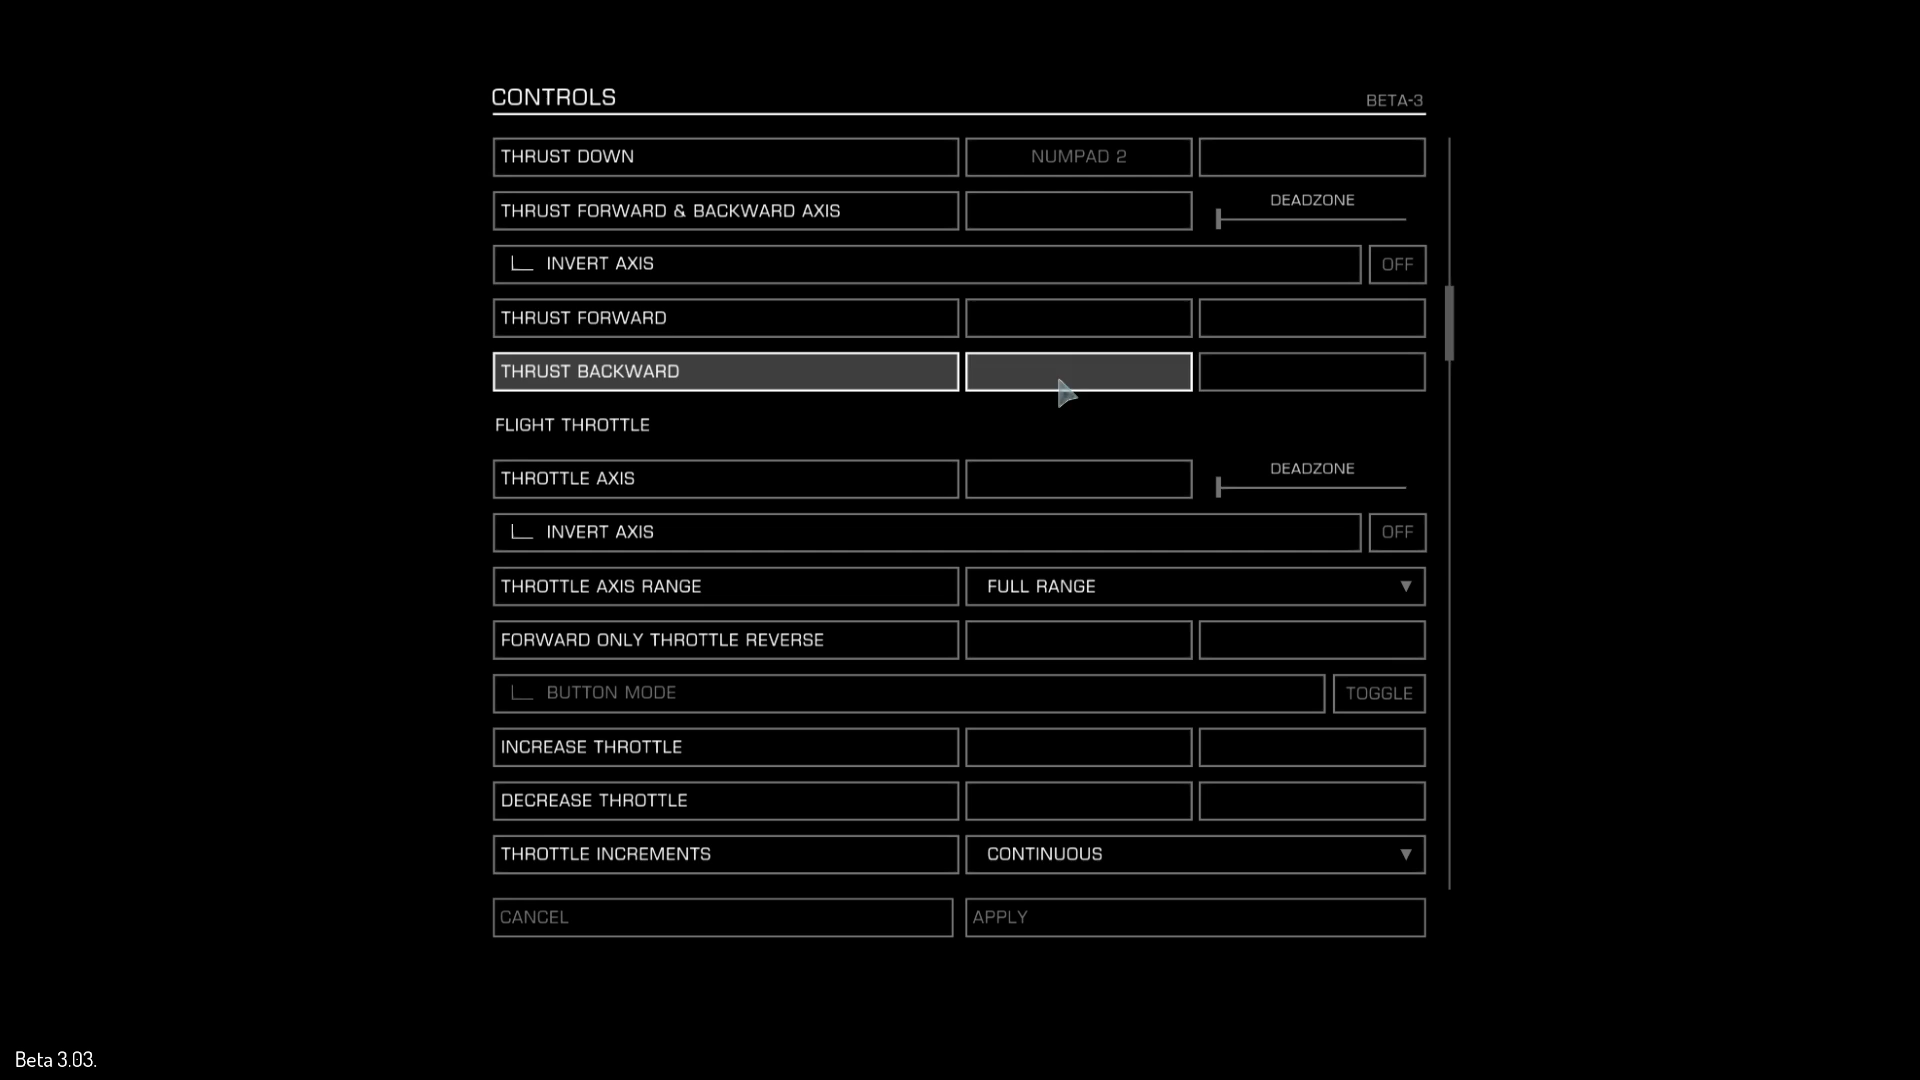 CONTROLS BETA-3
THRUST DOWN NUMPAD 2
THRUST FORWARD & BACKWARD AXIS DEADZONE
INVERT AXIS OFF
THRUST FORWARD
THRUST BACKWARD
FLIGHT THROTTLE
THROTTLE AXIS DEADZONE
INVERT AXIS OFF
THROTTLE AXIS RANGE FULL RANGE
FORWARD ONLY THROTTLE REVERSE
BUTTON MODE TOGGLE
INCREASE THROTTLE
DECREASE THROTTLE
THROTTLE INCREMENTS CONTINUOUS
CANCEL APPLY
Beta 3.03.